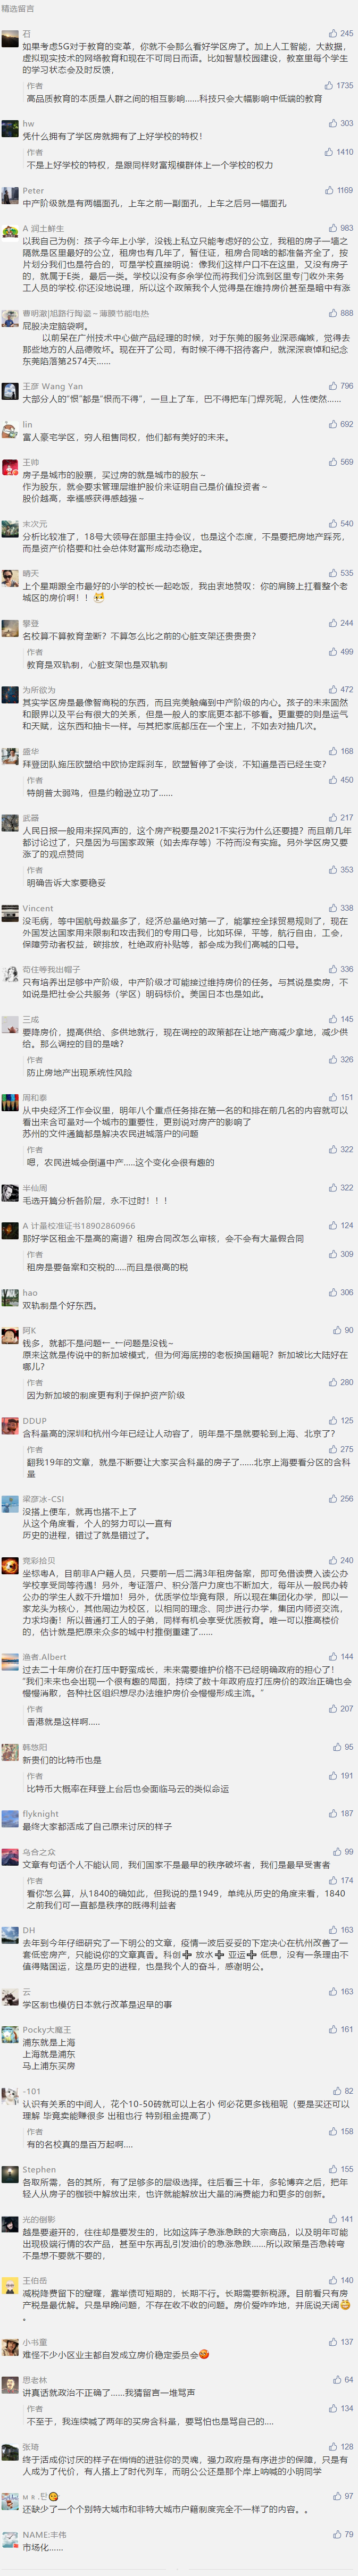 精选留言
召
245
如果考虑5G对于教育的变革，你就不会那么看好学区房了。加上人工智能，大数据，
虚拟现实技术的网络教育和现在不可同日而语。比如智慧校园建设，教室里每个学生
的学习状态会及时反馈，
作者
1735
高品质教育的本质是人群之间的相互影响......科技只会大幅影响中低端的教育
hw
303
凭什么拥有了学区房就拥有了上好学校的特权！
作者
1410
不是上好学校的特权，是跟同样财富规模群体上一个学校的权力
Peter
1169
中产阶级就是有两幅面孔，上车之前一副面孔，上车之后另一幅面孔
A 润土鲜生
983
以我自己为例：孩子今年上小学，没钱上私立只能考虑好的公立，我租的房子一墙之
隔就是区里最好的公立，租房也有几年了，暂住证，租房合同啥的都准备齐全了，按
片划分我们也是符合的，可是学校直接明说：像我们这样户口不在这里，又没有房子
的，就属于E类，最后一类。学校以没有多余学位而将我们分流到区里专门收外来务
工人员的学校.你还没地说理，所以这个政策我个人觉得是在维持房价甚至是暗中有涨
曹明澈|旭路行陶瓷~薄膜节能电热
888
屁股决定脑袋啊。
以前呆在广州技术中心做产品经理的时候，对于东莞的服务业深恶痛嫉，觉得去
那些地方的人品德败坏。现在开了公司，有时候不得不招待客户，就深深哀悼和纪念
东莞陷落第2574天......
王彦 Wang Yan
796
大部分人的“恨”都是“恨而不得”，一旦上了车，巴不得把车门焊死呢，人性使然......
lin
692
富人豪宅学区，穷人租售同权，他们都有美好的未来。
王帅
569
房子是城市的股票，买过房的就是城市的股东～
作为股东，就会要求管理层维护股价来证明自己是价值投资者～
股价越高，幸福感获得感越强～
末次元
540
分析比较准了，18号大领导在部里主持会议，也是这个态度，不是要把房地产踩死，
而是资产价格要和社会总体财富形成动态稳定。
晴天
535
上个星期跟全市最好的小学的校长一起吃饭，我由衷地赞叹：你的肩膀上扛着整个老
城区的房价啊！！
攀登
244
名校算不算教育垄断？不算怎么比之前的心脏支架还贵贵贵？
作者
499
教育是双轨制，心脏支架也是双轨制
为所欲为
472
其实学区房是最像智商税的东西，而且完美触痛到中产阶级的内心。孩子的未来固然
和眼界以及平台有很大的关系，但是一般人的家底更本都不够看。更重要的则是运气
和天赋，这东西和抽卡一样。与其把家底都压在一个宝上，不如去对抽几次。
盛华
168
拜登团队施压欧盟给中欧协定踩刹车，欧盟暂停了会谈，不知道是否已经生变？
作者
450
特朗普太弱鸡，但是约翰逊立功了......
武器
217
人民日报一般用来探风声的，这个房产税要是2021不实行为什么还要提？而且前几年
都讨论过了，只是因为与国家政策（如去库存等）不符而没有实施。另外学区房又要
涨了的观点赞同
作者
353
明确告诉大家要稳妥
Vincent
338
没毛病，等中国航母数量多了，经济总量绝对第一了，能掌控全球贸易规则了，现在
外国发达国家用来限制和攻击我们的专用口号，比如环保，平等，航行自由，工会，
保障劳动者权益，碳排放，杜绝政府补贴等，都会成为我们高喊的口号。
苟住等我出帽子
336
只有培养出足够中产阶级，中产阶级才可能接过维持房价的任务。与其说是卖房，不
如说是把社会公共服务（学区）明码标价。美国日本也是如此。
三成
145
要降房价，提高供给、多供地就行，现在调控的政策都在让地产商减少拿地，减少供
给。那么调控的目的是啥？
作者
326
防止房地产出现系统性风险
周和泰
151
从中央经济工作会议里，明年八个重点任务排在第一名的和排在前几名的内容就可以
看出来含可量对一个城市的重要性，更别说对房产的影响了
苏州的文件通篇都是解决农民进城落户的问题
作者
322
嗯，农民进城会倒逼中产.....这个变化会很有趣的
半仙周
322
毛选开篇分析各阶层，永不过时！！！
A 计量校准证书18902860966
124
那好学区租金不是高的离谱？租房合同改怎么审核，会不会有大量假合同
作者
309
租房是要备案和交税的.....而且是很高的税
hao
306
双轨制是个好东西。
阿K
90
钱多，就都不是问题←_←问题是没钱~
原来这就是传说中的新加坡模式，但为何海底捞的老板换国籍呢？新加坡比大陆好在
哪儿？
作者
280
因为新加坡的制度更有利于保护资产阶级
DDUP
125
含科量高的深圳和杭州今年已经让人动容了，明年是不是就要轮到上海、北京了？
作者
275
翻我19年的文章，就是不断要让大家买含科量的房子了......北京上海要看分区的含科
量
梁彦冰-CSI
256
没搭上便车，就再也搭不上了
从这个角度看，个人的努力可以一直有
历史的进程，错过了就是错过了。
竞彩拾贝
240
坐标粤A，目前非A户籍人员，只要前一后二满3年租房备案，即可免借读费入读公办
学校享受同等待遇！另外，考证落户、积分落户力度也不断加大，每年从一般民办转
公办的学生人数不升增加！另外，优质学位毕竟有限，所以现在集团化办学，即以一
家龙头为核心，其他周边为校区，以相同的理念、同步进行办学，集团内师资交流，
力求均衡！所以普通打工人的子弟，同样有机会享受优质教育。唯一可以推高楼价
的，估计就是把原来众多的城中村推倒重建了......
渔者.Albert
144
过去二十年房价在打压中野蛮成长，未来需要维护价格不已经明确政府的担心了！
“我们未来也会出现一个很有趣的局面，持续了数十年政府应打压房价的政治正确也会
慢慢消散，各种社区组织想尽办法维护房价会慢慢形成主流。”
作者
207
香港就是这样啊.....
韩悆阳
95
新贵们的比特币也是
作者
191
比特币大概率在拜登上台后也会面临马云的类似命运
flyknight
187
最终大家都活成了自己原来讨厌的样子
乌合之众
99
文章有句话个人不能认同，我们国家不是最早的秩序破坏者，我们是最早受害者
作者
174
看你怎么算，从1840的确如此，但我说的是1949，单纯从历史的角度来看，1840
之前我们可一直都是秩序的既得利益者
DH
163
去年到今年仔细研究了一下明公的文章，疫情一波后妥妥的下定决心在杭州改善了一
套低密房产，只能说你的文章真香。科创➕ 放水➕ 亚运➕ 低息，没有一条理由不
值得赌国运，这是历史的进程，也是我个人的奋斗，感谢明公。
云
163
学区制也模仿日本就行改革是迟早的事
Pocky大魔王
161
浦东就是上海
上海就是浦东
马上浦东买房
-101
82
认识有关系的中间人，花个10-50砖就可以上名小 何必花更多钱租呢（要是买还可以
理解 毕竟卖能赚很多 出租也行 特别租金提高了）
作者
158
有的名校真的是百万起啊....
Stephen
155
各取所需，各的其所，有了足够多的层级选择。往后看三十年，多轮博弈之后，把年
轻人从房子的枷锁中解放出来，也许就能解放出大量的消费能力和更多的创新。
光的倒影
141
越是要避开的，往往却是要发生的，比如这阵子急涨急跌的大宗商品，以及明年可能
出现极端行情的农产品，甚至中东再乱引发油价的急涨急跌......所以政策是否急转弯
不是想不要就不要的，
王伯岳
140
减税降费留下的窟窿，靠举债可短期的，长期不行。长期需要新税源。目前看只有房
产税是最优解。只是早晚问题，不存在收不收的问题。房价爱咋咋地，并底说天阔😁
。
小书童
137
难怪不少小区业主都自发成立房价稳定委员会
思老林
64
讲真话就政治不正确了......我猜留言一堆骂声
作者
134
不至于，我连续喊了两年的买房含科量，要骂怕也是骂自己的....
张琦
128
终于活成你讨厌的样子在悄悄的进驻你的灵魂，强力政府是有序进步的保障，只是有
人成为了代价，有人搭上了时代列车，而明公公还是那个岸上呐喊的小明同学
ᴍ ʀ .탄😋
97
还缺少了一个个别特大城市和非特大城市户籍制度完全不一样了的内容。。
NAME:丰伟
79
市场化......